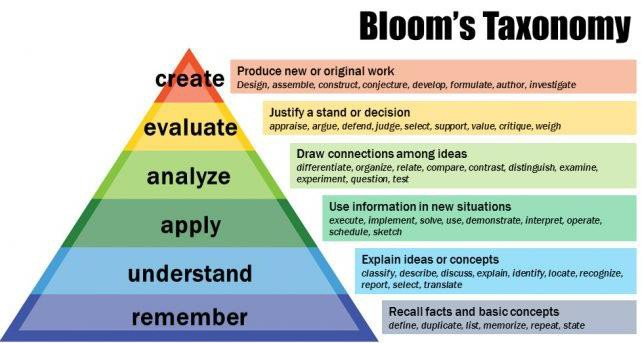 Bloom's Taxonomy
create
Produce new or original work
Design, assemble, construct, conjecture, develop, formulate, author, investigate
evaluate
Justify a stand or decision
appraise, argue, defend, judge, select, support, value, critique, weigh
analyze
Draw connections among ideas
differentiate, organize, relate, compare, contrast, distinguish, examine,
experiment, question, test
apply
Use information in new situations
execute, implement, solve, use, demonstrate, interpret, operate,
schedule, sketch
understand
Explain ideas or concepts
classify, describe, discuss, explain, identify, locate, recognize,
report, select, translate
remember
Recall facts and basic concepts
define, duplicate, list, memorize, repeat, state